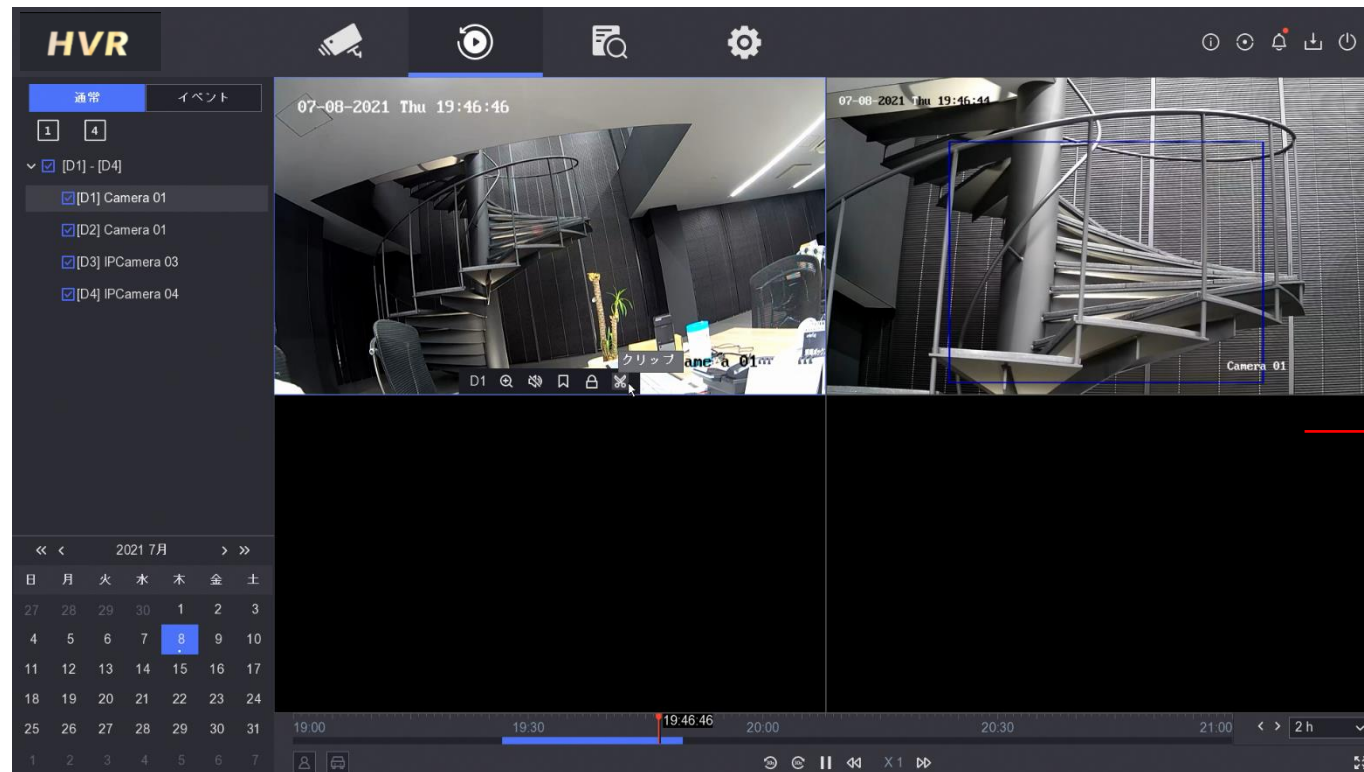 HVR
通常 イベント
1 4
[D1] - [D4]
[D1] Camera 01
[D2] Camera 01
[D3] IPCamera 03
[D4] IPCamera 04
07-08-2021 Thu 19:46:46
07-08-2021 Thu 19:46:44
クリップ
D1
Camera 01
2021 7月
日 月 火 水 木 金 土
27 28 29 30 1 2 3
4 5 6 7 8 9 10
11 12 13 14 15 16 17
18 19 20 21 22 23 24
25 26 27 28 29 30 31
1 2 3 4 5 6 7
19:00 19:30 19:46:46 20:00 20:30 21:00 2 h
X 1